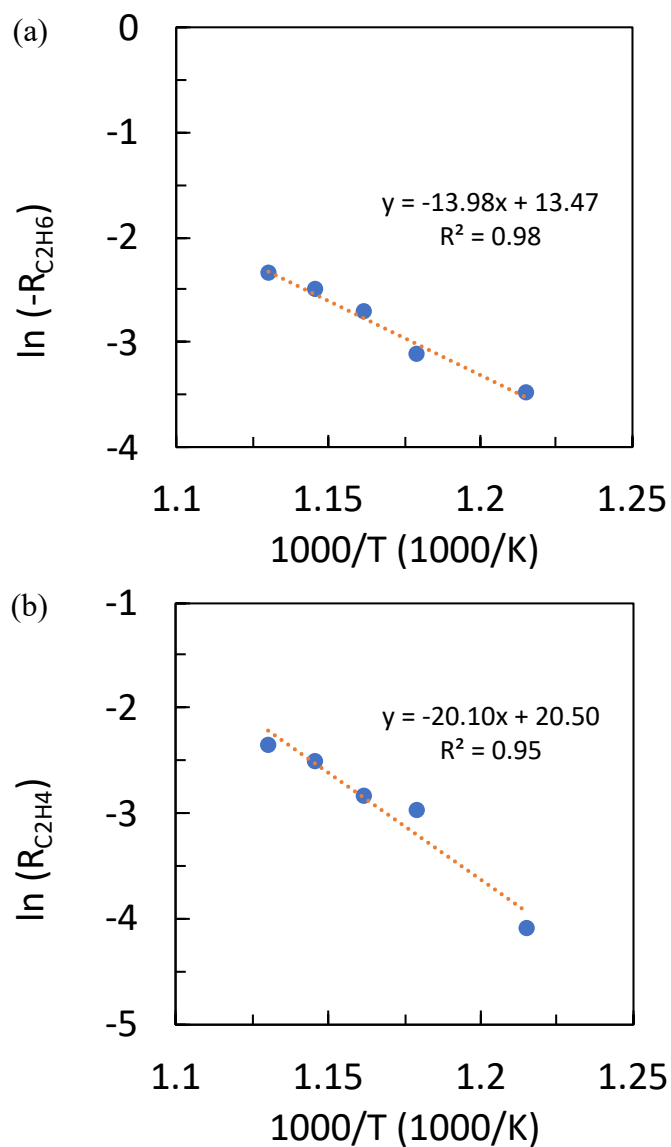 (a)
0
-1
-2
-3
-4
ln (-R_C2H6)
y = -13.98x + 13.47
R² = 0.98
1.1 1.15 1.2 1.25
1000/T (1000/K)
(b)
-1
-2
-3
-4
-5
ln (R_C2H4)
y = -20.10x + 20.50
R² = 0.95
1.1 1.15 1.2 1.25
1000/T (1000/K)